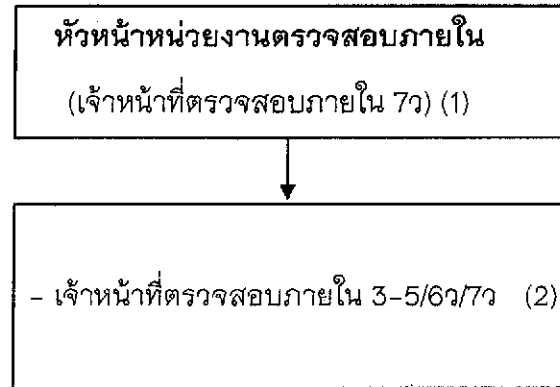 หัวหน้าหน่วยงานตรวจสอบภายใน
(เจ้าหน้าที่ตรวจสอบภายใน 7ว) (1)
- เจ้าหน้าที่ตรวจสอบภายใน 3-5/6ว/7ว (2)